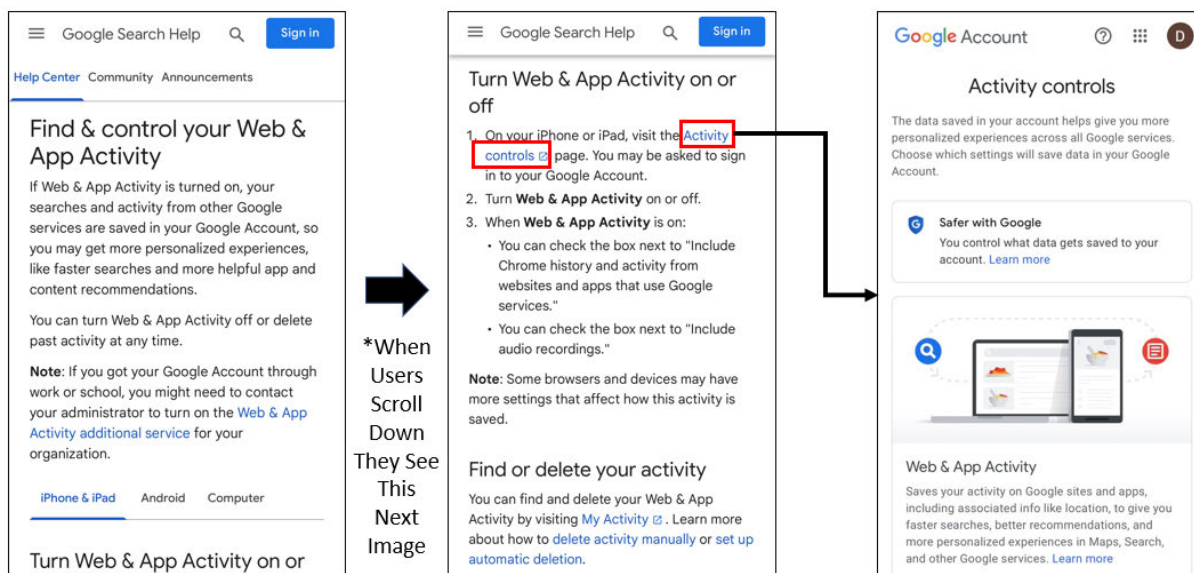 Google Search Help
Sign in
Help Center Community Announcements
Find & control your Web &
App Activity
If Web & App Activity is turned on, your
searches and activity from other Google
services are saved in your Google Account, so
you may get more personalized experiences,
like faster searches and more helpful app and
content recommendations.
You can turn Web & App Activity off or delete
past activity at any time.
Note: If you got your Google Account through
work or school, you might need to contact
your administrator to turn on the Web & App
Activity additional service for your
organization.
iPhone & iPad Android Computer
Turn Web & App Activity on or
*When
Users
Scroll
Down
They See
This
Next
Image
Google Search Help
Sign in
Turn Web & App Activity on or
off
1. On your iPhone or iPad, visit the Activity
controls page. You may be asked to sign
in to your Google Account.
2. Turn Web & App Activity on or off.
3. When Web & App Activity is on:
• You can check the box next to "Include
Chrome history and activity from
websites and apps that use Google
services."
• You can check the box next to "Include
audio recordings."
Note: Some browsers and devices may have
more settings that affect how this activity is
saved.
Find or delete your activity
You can find and delete your Web & App
Activity by visiting My Activity . Learn more
about how to delete activity manually or set up
automatic deletion.
Google Account
D
Activity controls
The data saved in your account helps give you more
personalized experiences across all Google services.
Choose which settings will save data in your Google
Account.
G
Safer with Google
You control what data gets saved to your
account. Learn more
Web & App Activity
Saves your activity on Google sites and apps,
including associated info like location, to give you
faster searches, better recommendations, and
more personalized experiences in Maps, Search,
and other Google services. Learn more